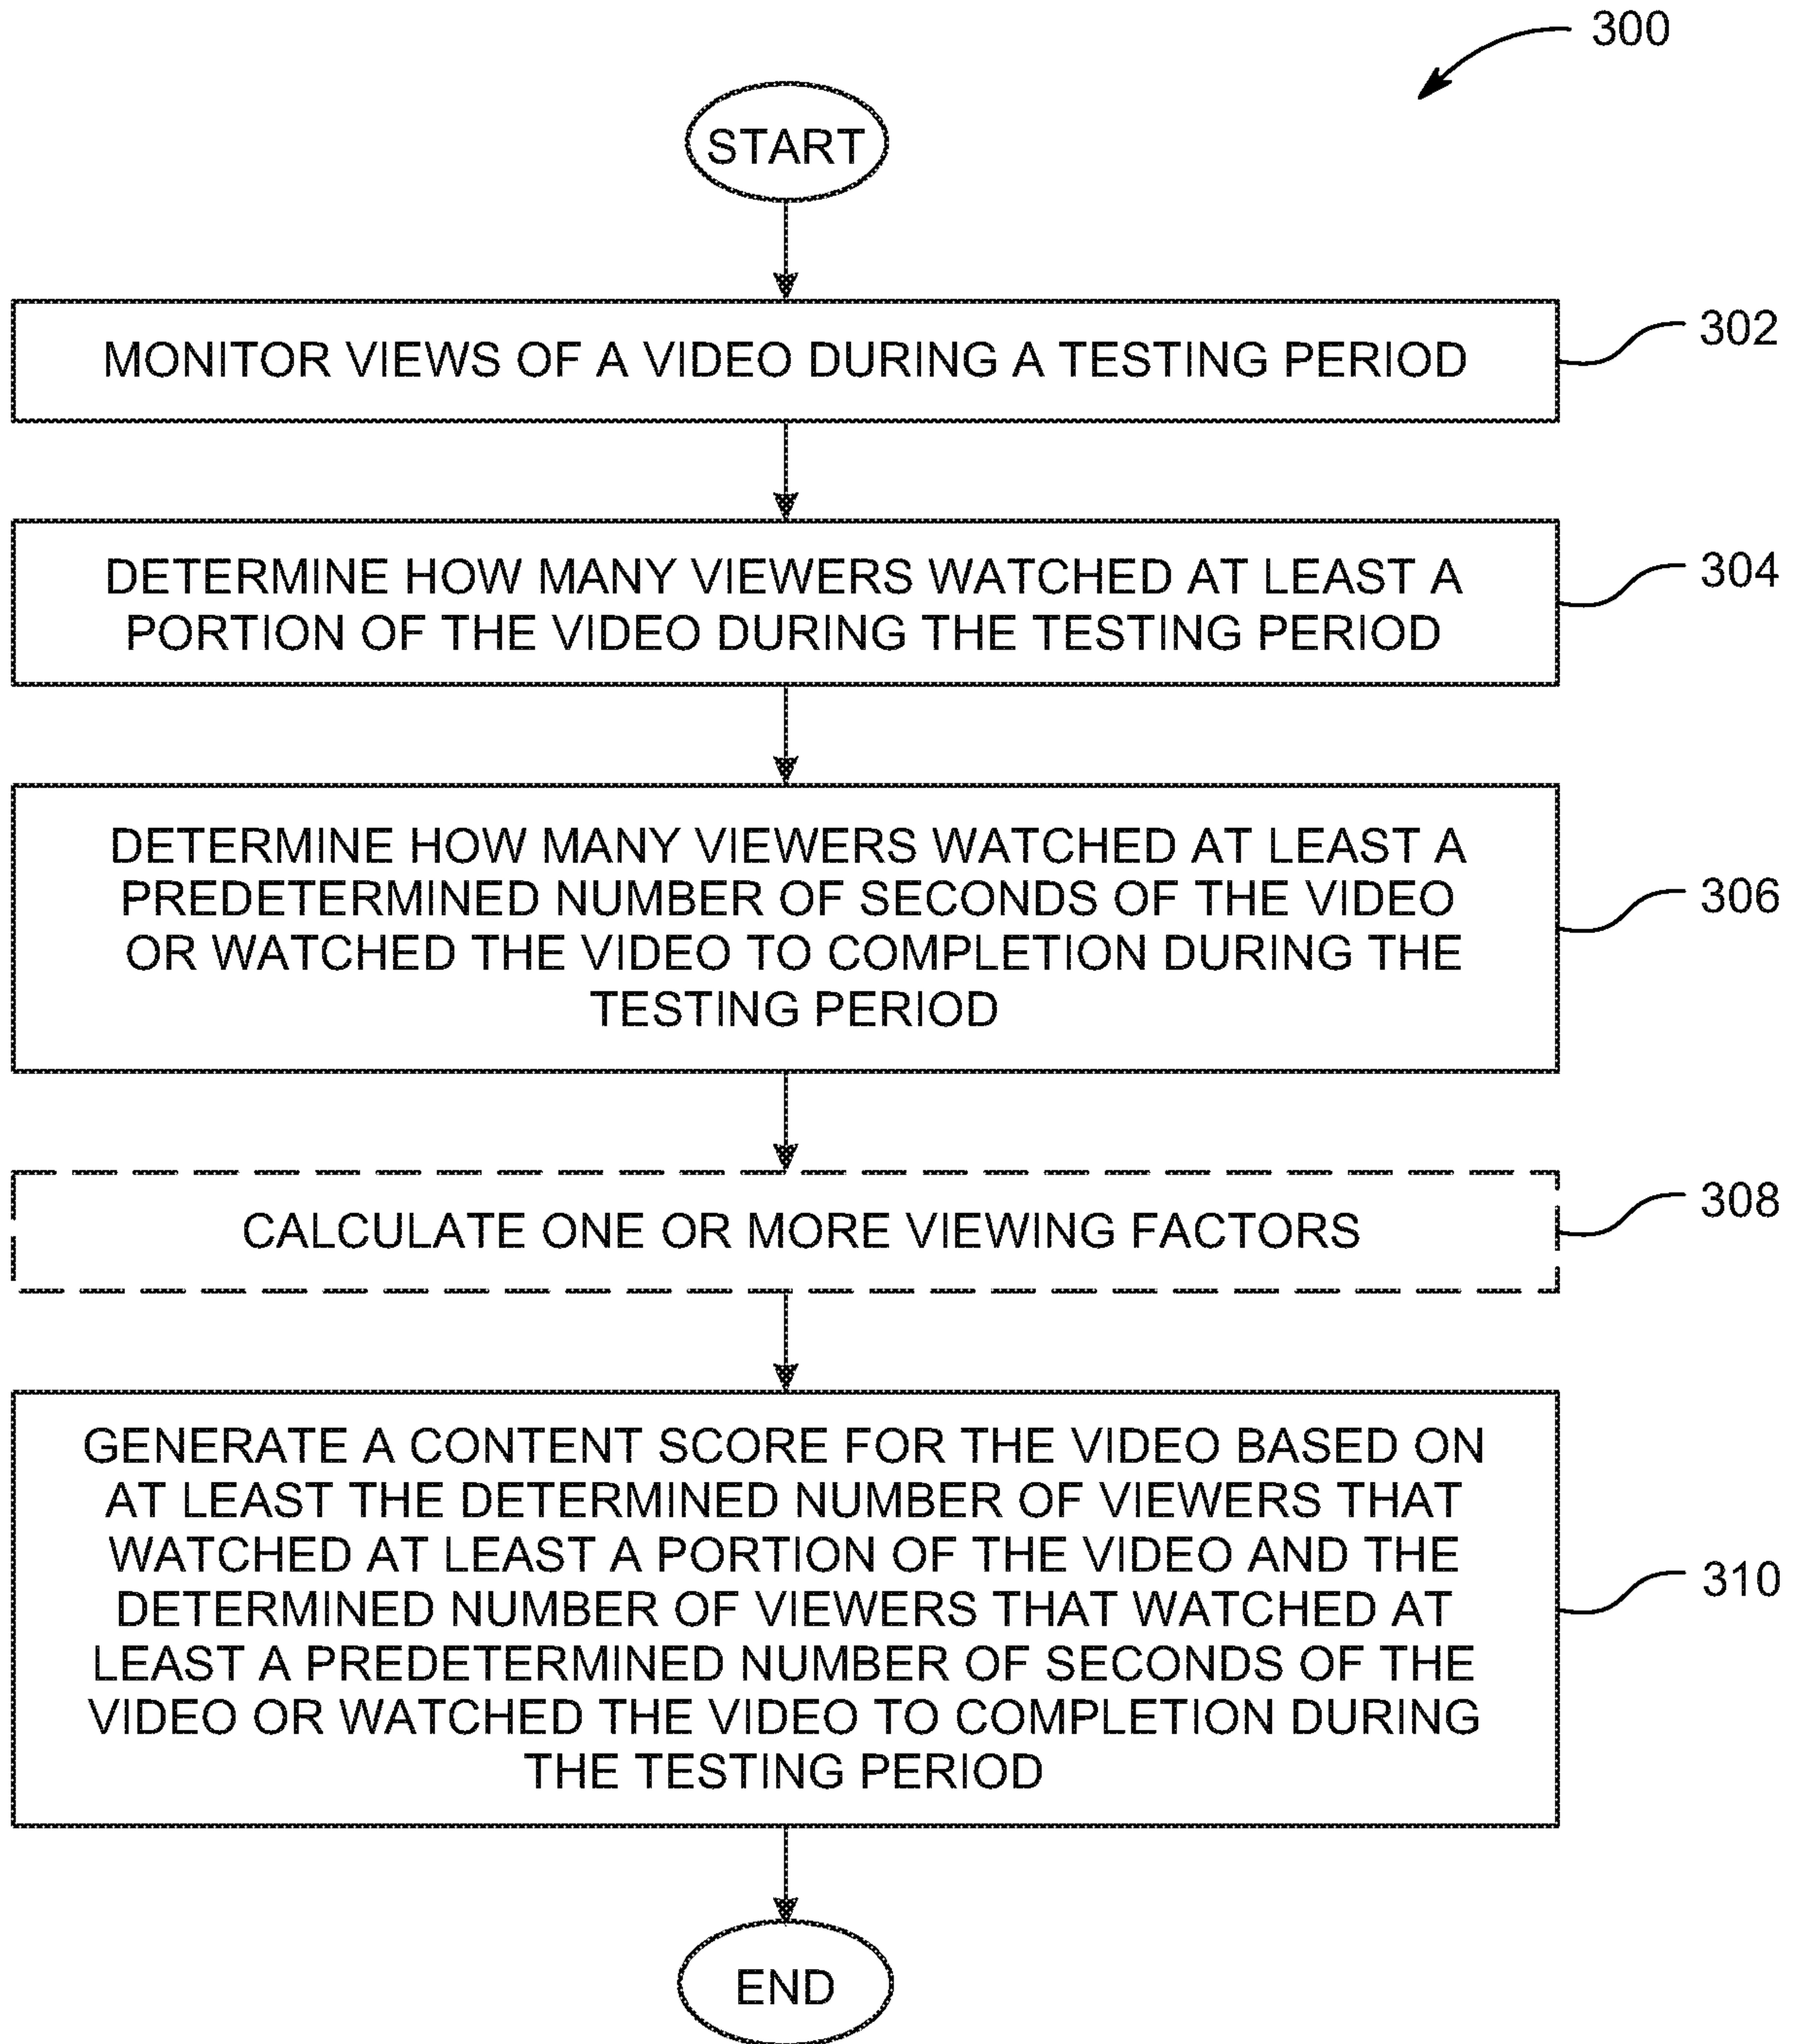 300
START
MONITOR VIEWS OF A VIDEO DURING A TESTING PERIOD
302
DETERMINE HOW MANY VIEWERS WATCHED AT LEAST A
PORTION OF THE VIDEO DURING THE TESTING PERIOD
304
DETERMINE HOW MANY VIEWERS WATCHED AT LEAST A
PREDETERMINED NUMBER OF SECONDS OF THE VIDEO
OR WATCHED THE VIDEO TO COMPLETION DURING THE
TESTING PERIOD
306
CALCULATE ONE OR MORE VIEWING FACTORS
308
GENERATE A CONTENT SCORE FOR THE VIDEO BASED ON
AT LEAST THE DETERMINED NUMBER OF VIEWERS THAT
WATCHED AT LEAST A PORTION OF THE VIDEO AND THE
DETERMINED NUMBER OF VIEWERS THAT WATCHED AT
LEAST A PREDETERMINED NUMBER OF SECONDS OF THE
VIDEO OR WATCHED THE VIDEO TO COMPLETION DURING
THE TESTING PERIOD
310
END